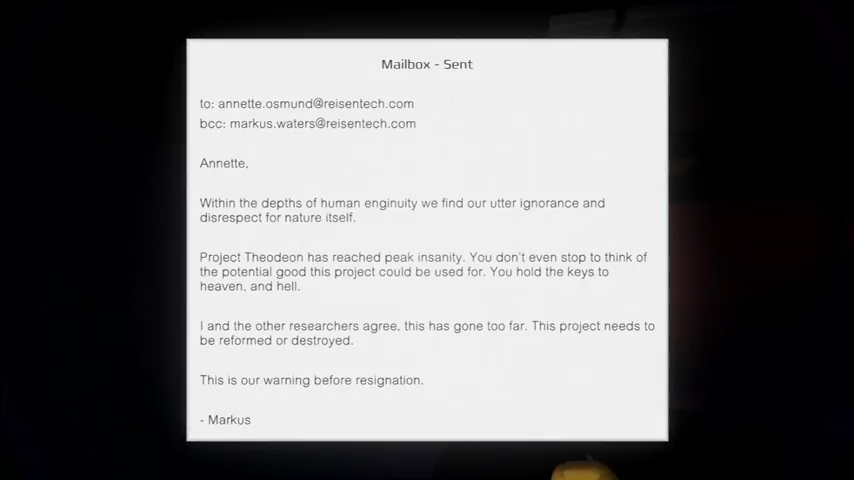 Mailbox - Sent
to: annette.osmund@reisentech.com
bcc: markus.waters@reisentech.com
Annette,
Within the depths of human enginuity we find our utter ignorance and
disrespect for nature itself.
Project Theodeon has reached peak insanity. You don't even stop to think of
the potential good this project could be used for. You hold the keys to
heaven, and hell.
I and the other researchers agree, this has gone too far. This project needs to
be reformed or destroyed.
This is our warning before resignation.
- Markus